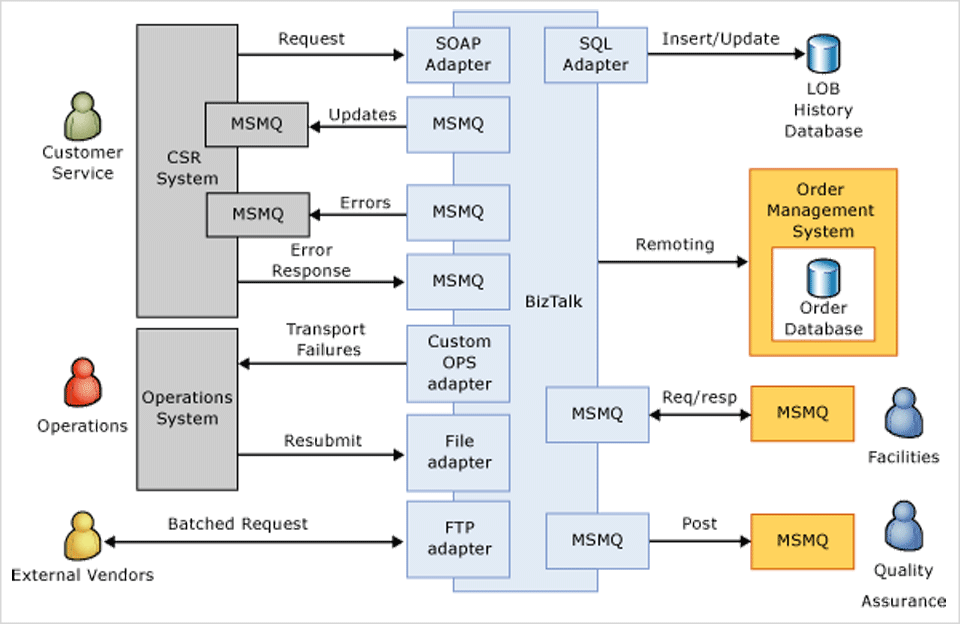 Request
SOAP
Adapter
SQL
Adapter
Insert/Update
LOB
History
Database
MSMQ
Updates
MSMQ
Customer
Service
CSR
System
MSMQ
Errors
MSMQ
Order
Management
System
Error
Response
MSMQ
Remoting
BizTalk
Order
Database
Transport
Failures
Custom
OPS
adapter
Operations
Operations
System
MSMQ
Req/resp
MSMQ
Facilities
Resubmit
File
adapter
Batched Request
FTP
adapter
External Vendors
MSMQ
Post
MSMQ
Quality
Assurance